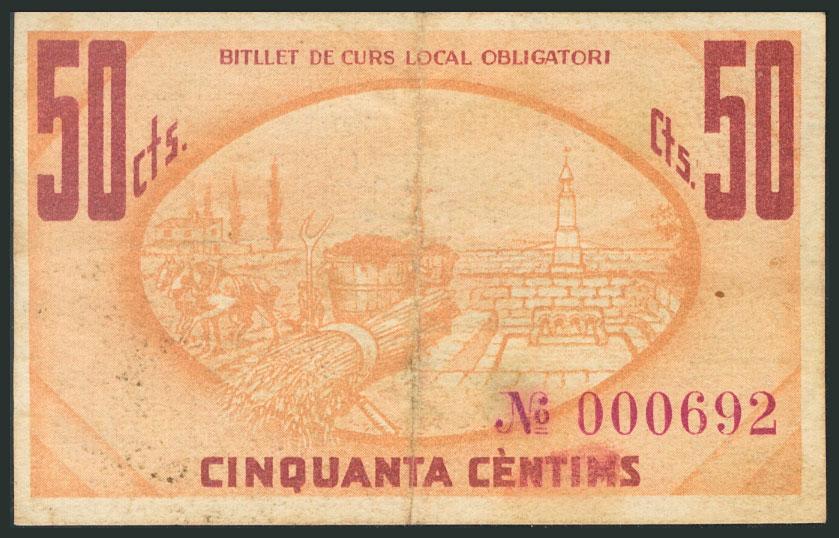 BITLLET DE CURS LOCAL OBLIGATORI
50 cts.
cts. 50
Nº 000692
CINQUANTA CÈNTIMS